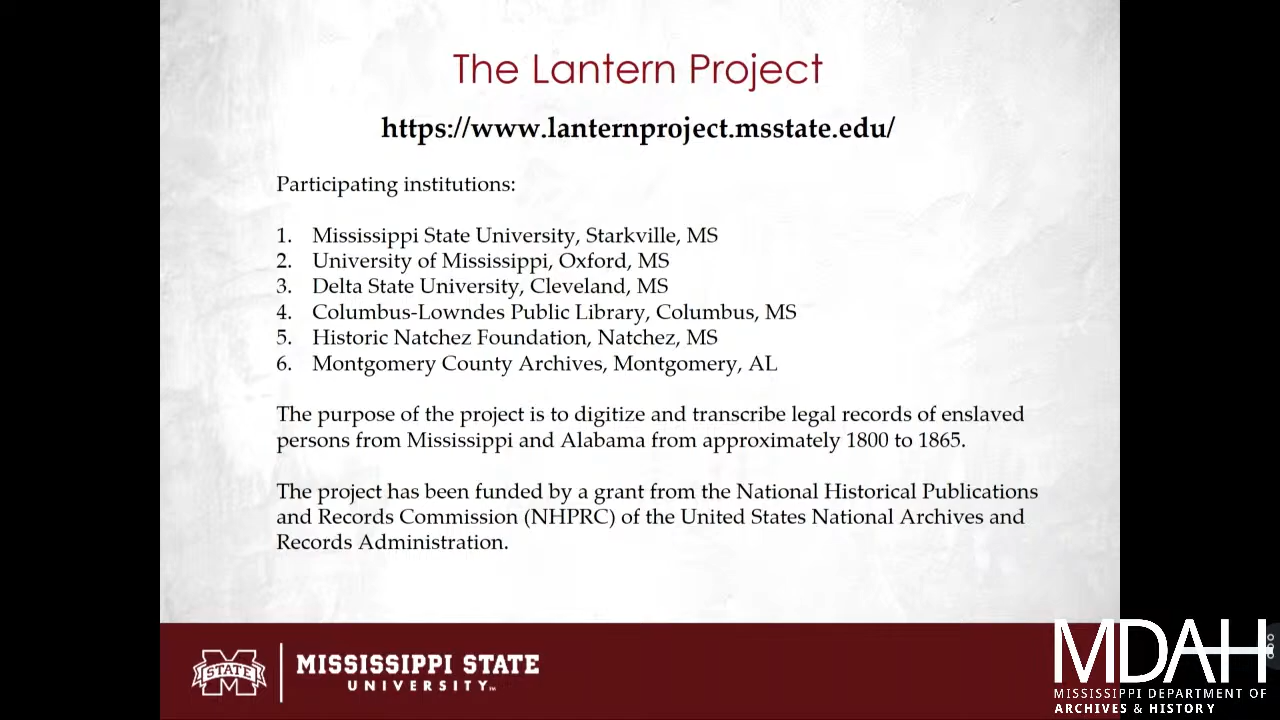 The Lantern Project
https://www.lanternproject.msstate.edu/
Participating institutions:
1. Mississippi State University, Starkville, MS
2. University of Mississippi, Oxford, MS
3. Delta State University, Cleveland, MS
4. Columbus-Lowndes Public Library, Columbus, MS
5. Historic Natchez Foundation, Natchez, MS
6. Montgomery County Archives, Montgomery, AL
The purpose of the project is to digitize and transcribe legal records of enslaved
persons from Mississippi and Alabama from approximately 1800 to 1865.
The project has been funded by a grant from the National Historical Publications
and Records Commission (NHPRC) of the United States National Archives and
Records Administration.
STATE
MISSISSIPPI STATE
UNIVERSITY™
MDAH
MISSISSIPPI DEPARTMENT OF
ARCHIVES & HISTORY